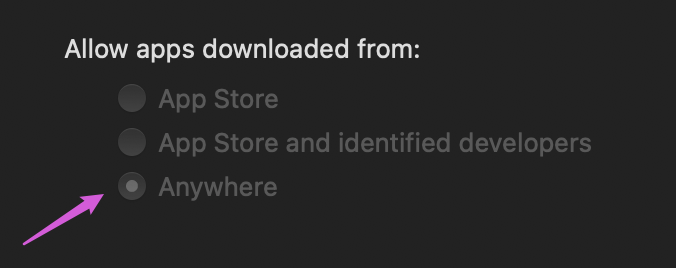 Allow apps downloaded from:
App Store
App Store and identified developers
Anywhere